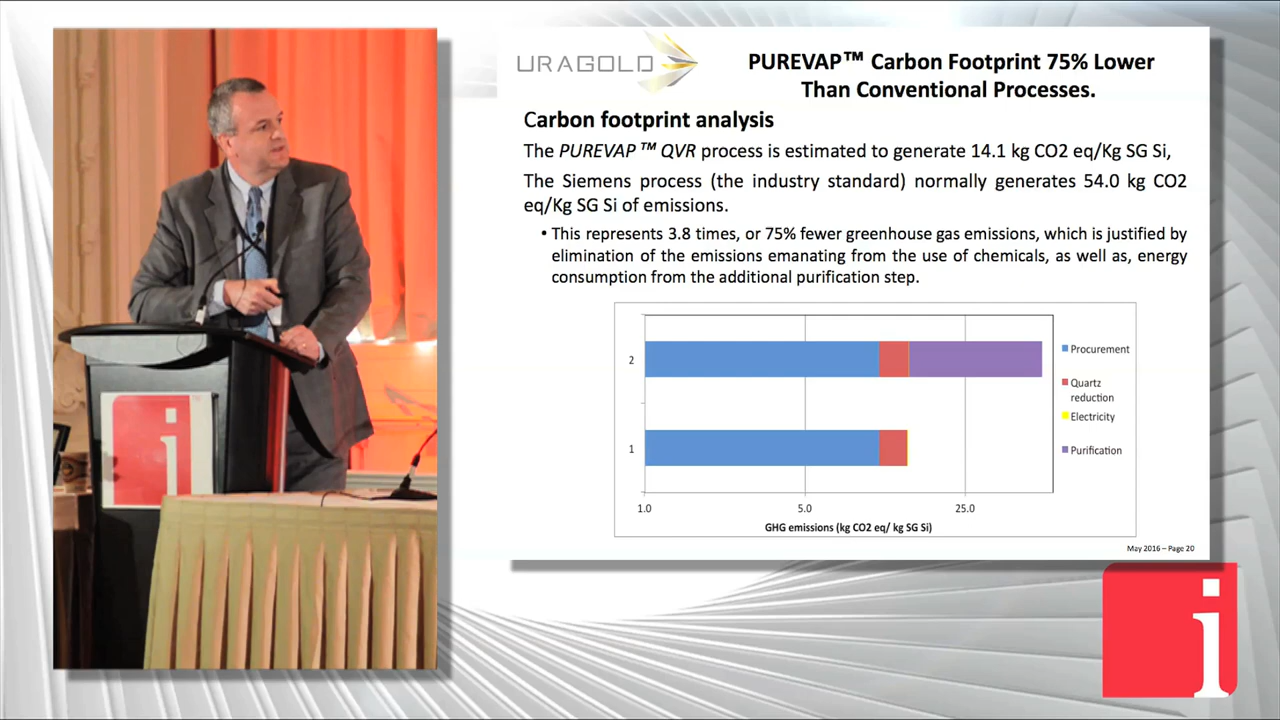 URAGOLD
PUREVAP™ Carbon Footprint 75% Lower
Than Conventional Processes.
Carbon footprint analysis
The PUREVAP ™ QVR process is estimated to generate 14.1 kg CO2 eq/Kg SG Si,
The Siemens process (the industry standard) normally generates 54.0 kg CO2
eq/Kg SG Si of emissions.
• This represents 3.8 times, or 75% fewer greenhouse gas emissions, which is justified by
elimination of the emissions emanating from the use of chemicals, as well as, energy
consumption from the additional purification step.
2
1
1.0 5.0 25.0
GHG emissions (kg CO2 eq/ kg SG Si)
Procurement
Quartz
reduction
Electricity
Purification
May 2016 – Page 20
i
i